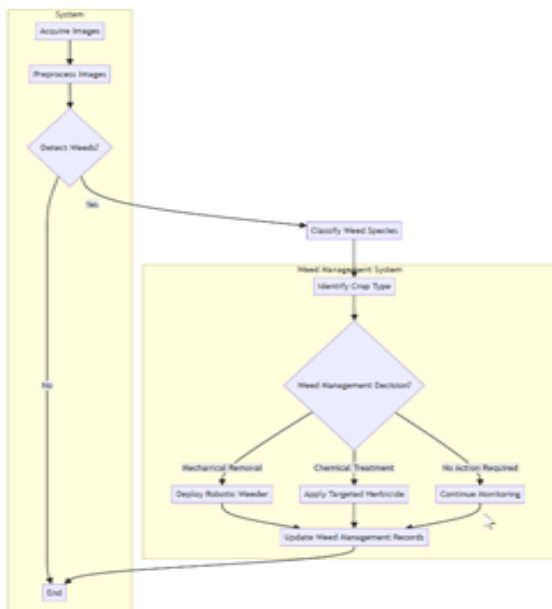 System
Acquire Images
Preprocess Images
Detect Weeds?
Yes
Classify Weed Species
Weed Management System
Identify Crop Type
Weed Management Decision?
No
Mechanical Removal
Chemical Treatment
No Action Required
Deploy Robotic Weeder
Apply Targeted Herbicide
Continue Monitoring
Update Weed Management Records
End